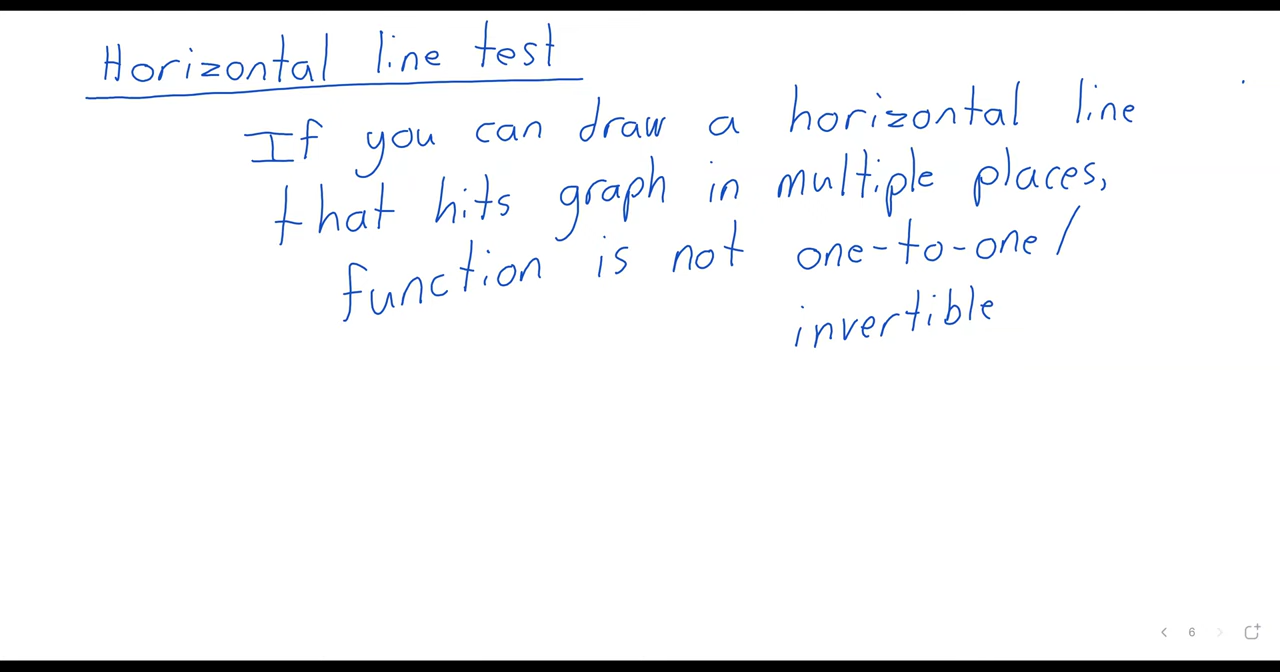 Horizontal line test
If you can draw a horizontal line
that hits graph in multiple places,
function is not one-to-one/
invertible
6